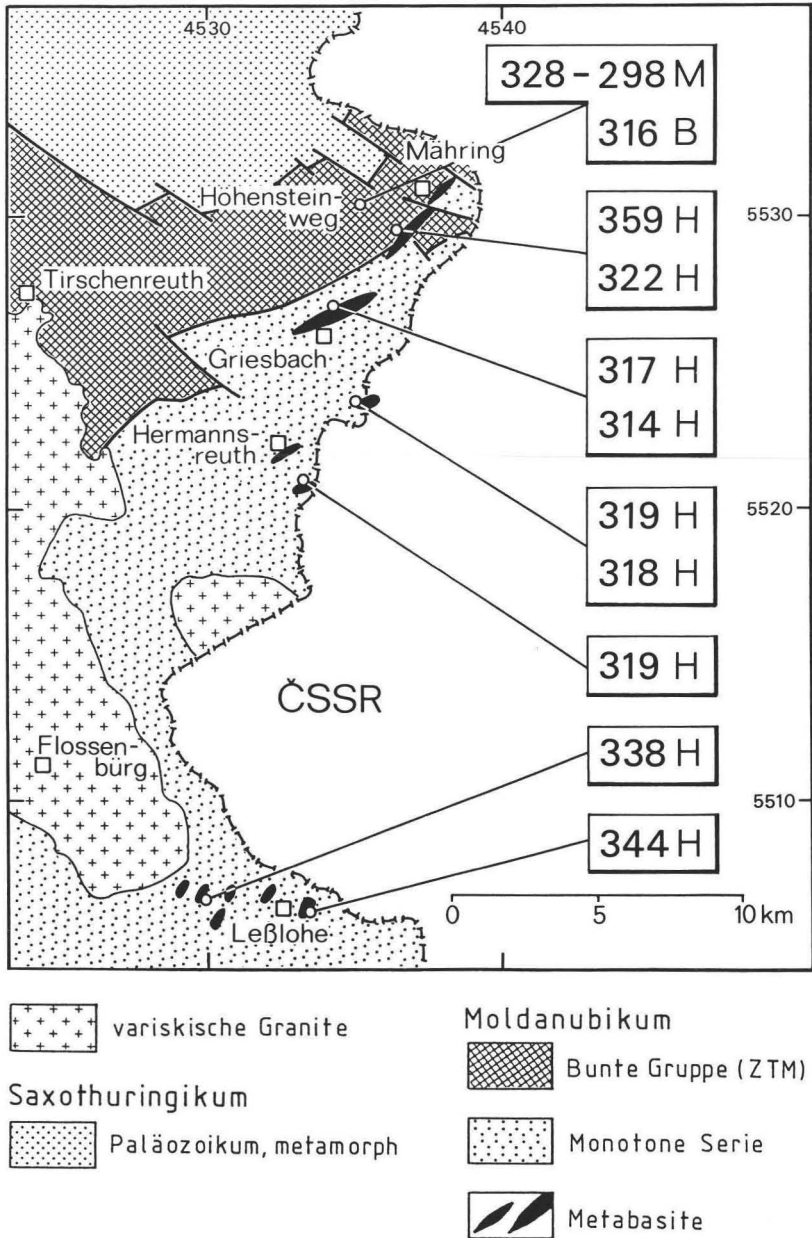 4530
4540
328 - 298 M
316 B
Mähring
Hohenstein-
weg
359 H
5530
322 H
Tirschenreuth
317 H
Griesbach
314 H
Hermanns-
reuth
319 H
5520
318 H
319 H
ČSSR
338 H
Flossen-
bürg
5510
344 H
Leßlohe
0 5 10 km
variskische Granite
Saxothuringikum
Paläozoikum, metamorph
Moldanubikum
Bunte Gruppe (ZTM)
Monotone Serie
Metabasite